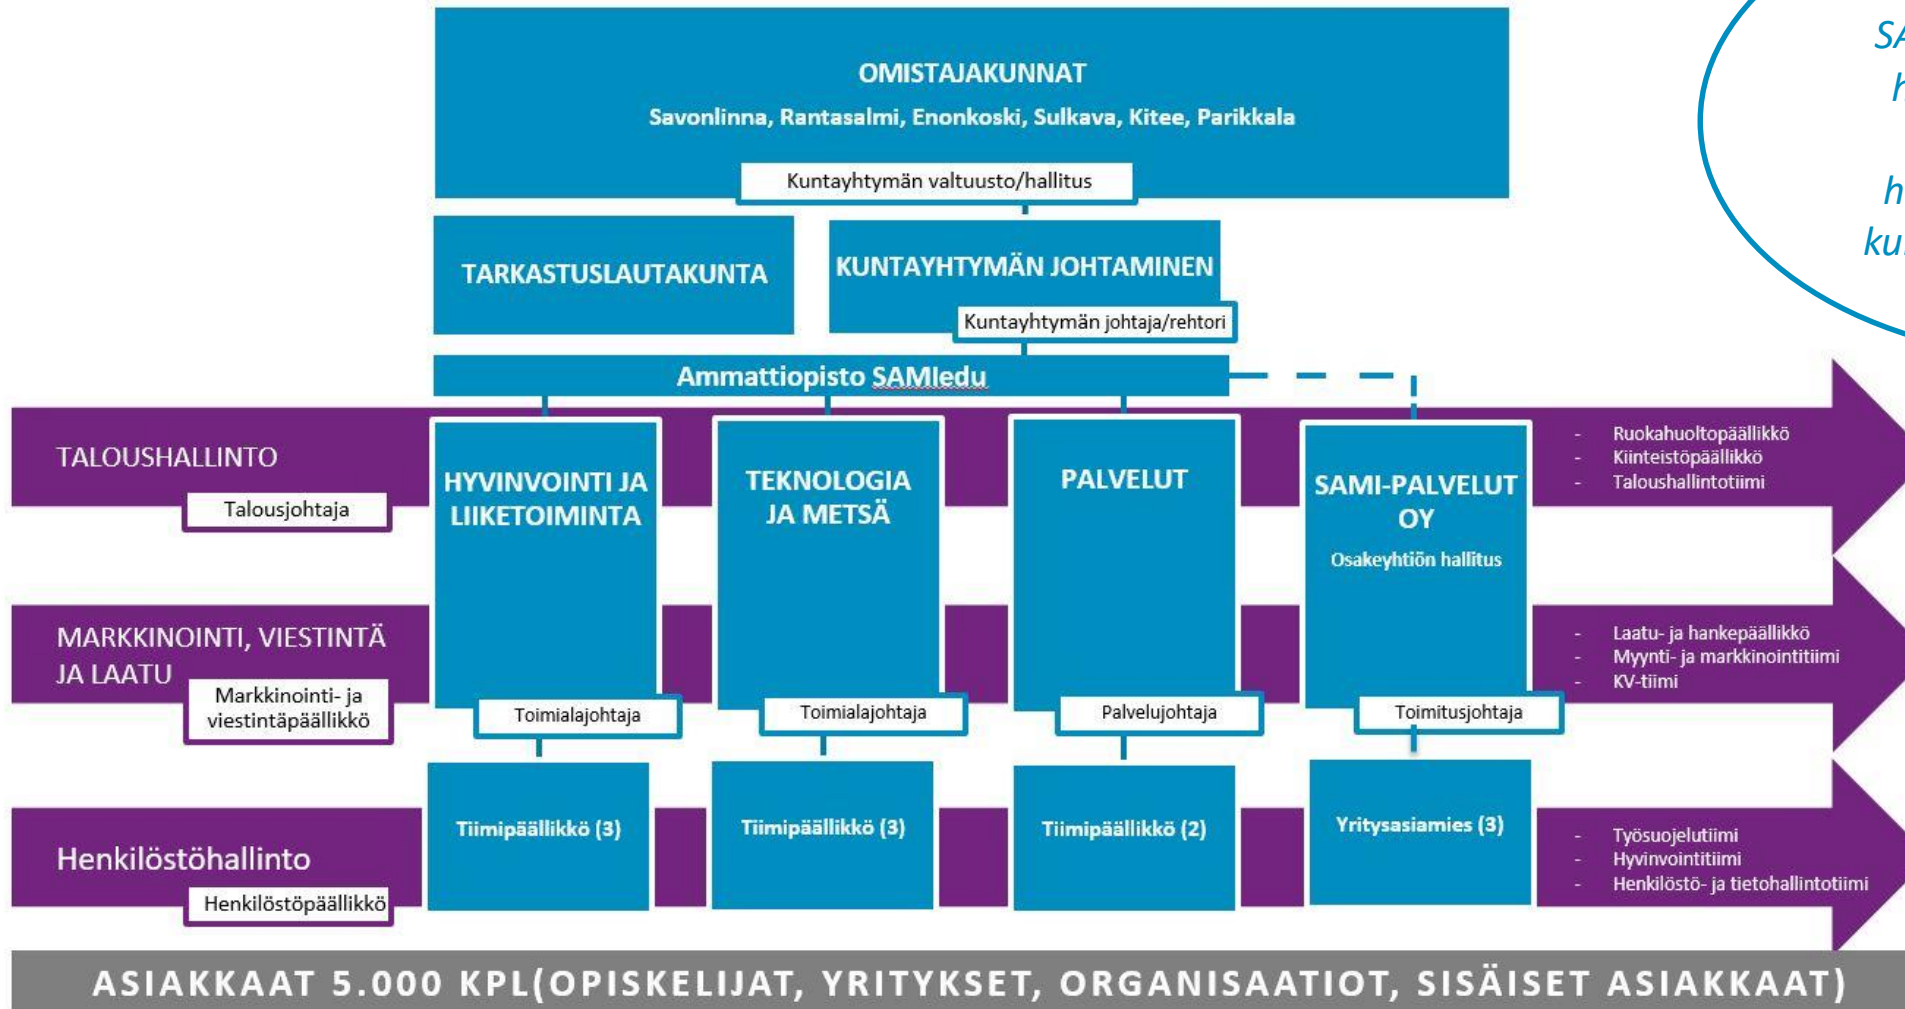 OMISTAJAKUNNAT
Savonlinna, Rantasalmi, Enonkoski, Sulkava, Kitee, Parikkala
Kuntayhtymän valtuusto/hallitus
TARKASTUSLAUTAKUNTA
KUNTAYHTYMÄN JOHTAMINEN
Kuntayhtymän johtaja/rehtori
Ammattiopisto SAMIedu
TALOUSHALLINTO
Talousjohtaja
HYVINVOINTI JA
LIIKETOIMINTA
TEKNOLOGIA
JA METSÄ
PALVELUT
SAMI-PALVELUT
OY
Osakeyhtiön hallitus
- Ruokahuoltopäällikkö
- Kiinteistöpäällikkö
- Taloushallintotiimi
MARKKINOINTI, VIESTINTÄ
JA LAATU
Markkinointi- ja
viestintäpäällikkö
Toimialajohtaja
Toimialajohtaja
Palvelujohtaja
Toimitusjohtaja
- Laatu- ja hankepäällikkö
- Myynti- ja markkinointitiimi
- KV-tiimi
Henkilöstöhallinto
Henkilöstöpäällikkö
Tiimipäällikkö (3)
Tiimipäällikkö (3)
Tiimipäällikkö (2)
Yritysasiamies (3)
- Työsuojelutiimi
- Hyvinvointitiimi
- Henkilöstö- ja tietohallintotiimi
ASIAKKAAT 5.000 KPL(OPISKELIJAT, YRITYKSET, ORGANISAATIOT, SISÄISET ASIAKKAAT)